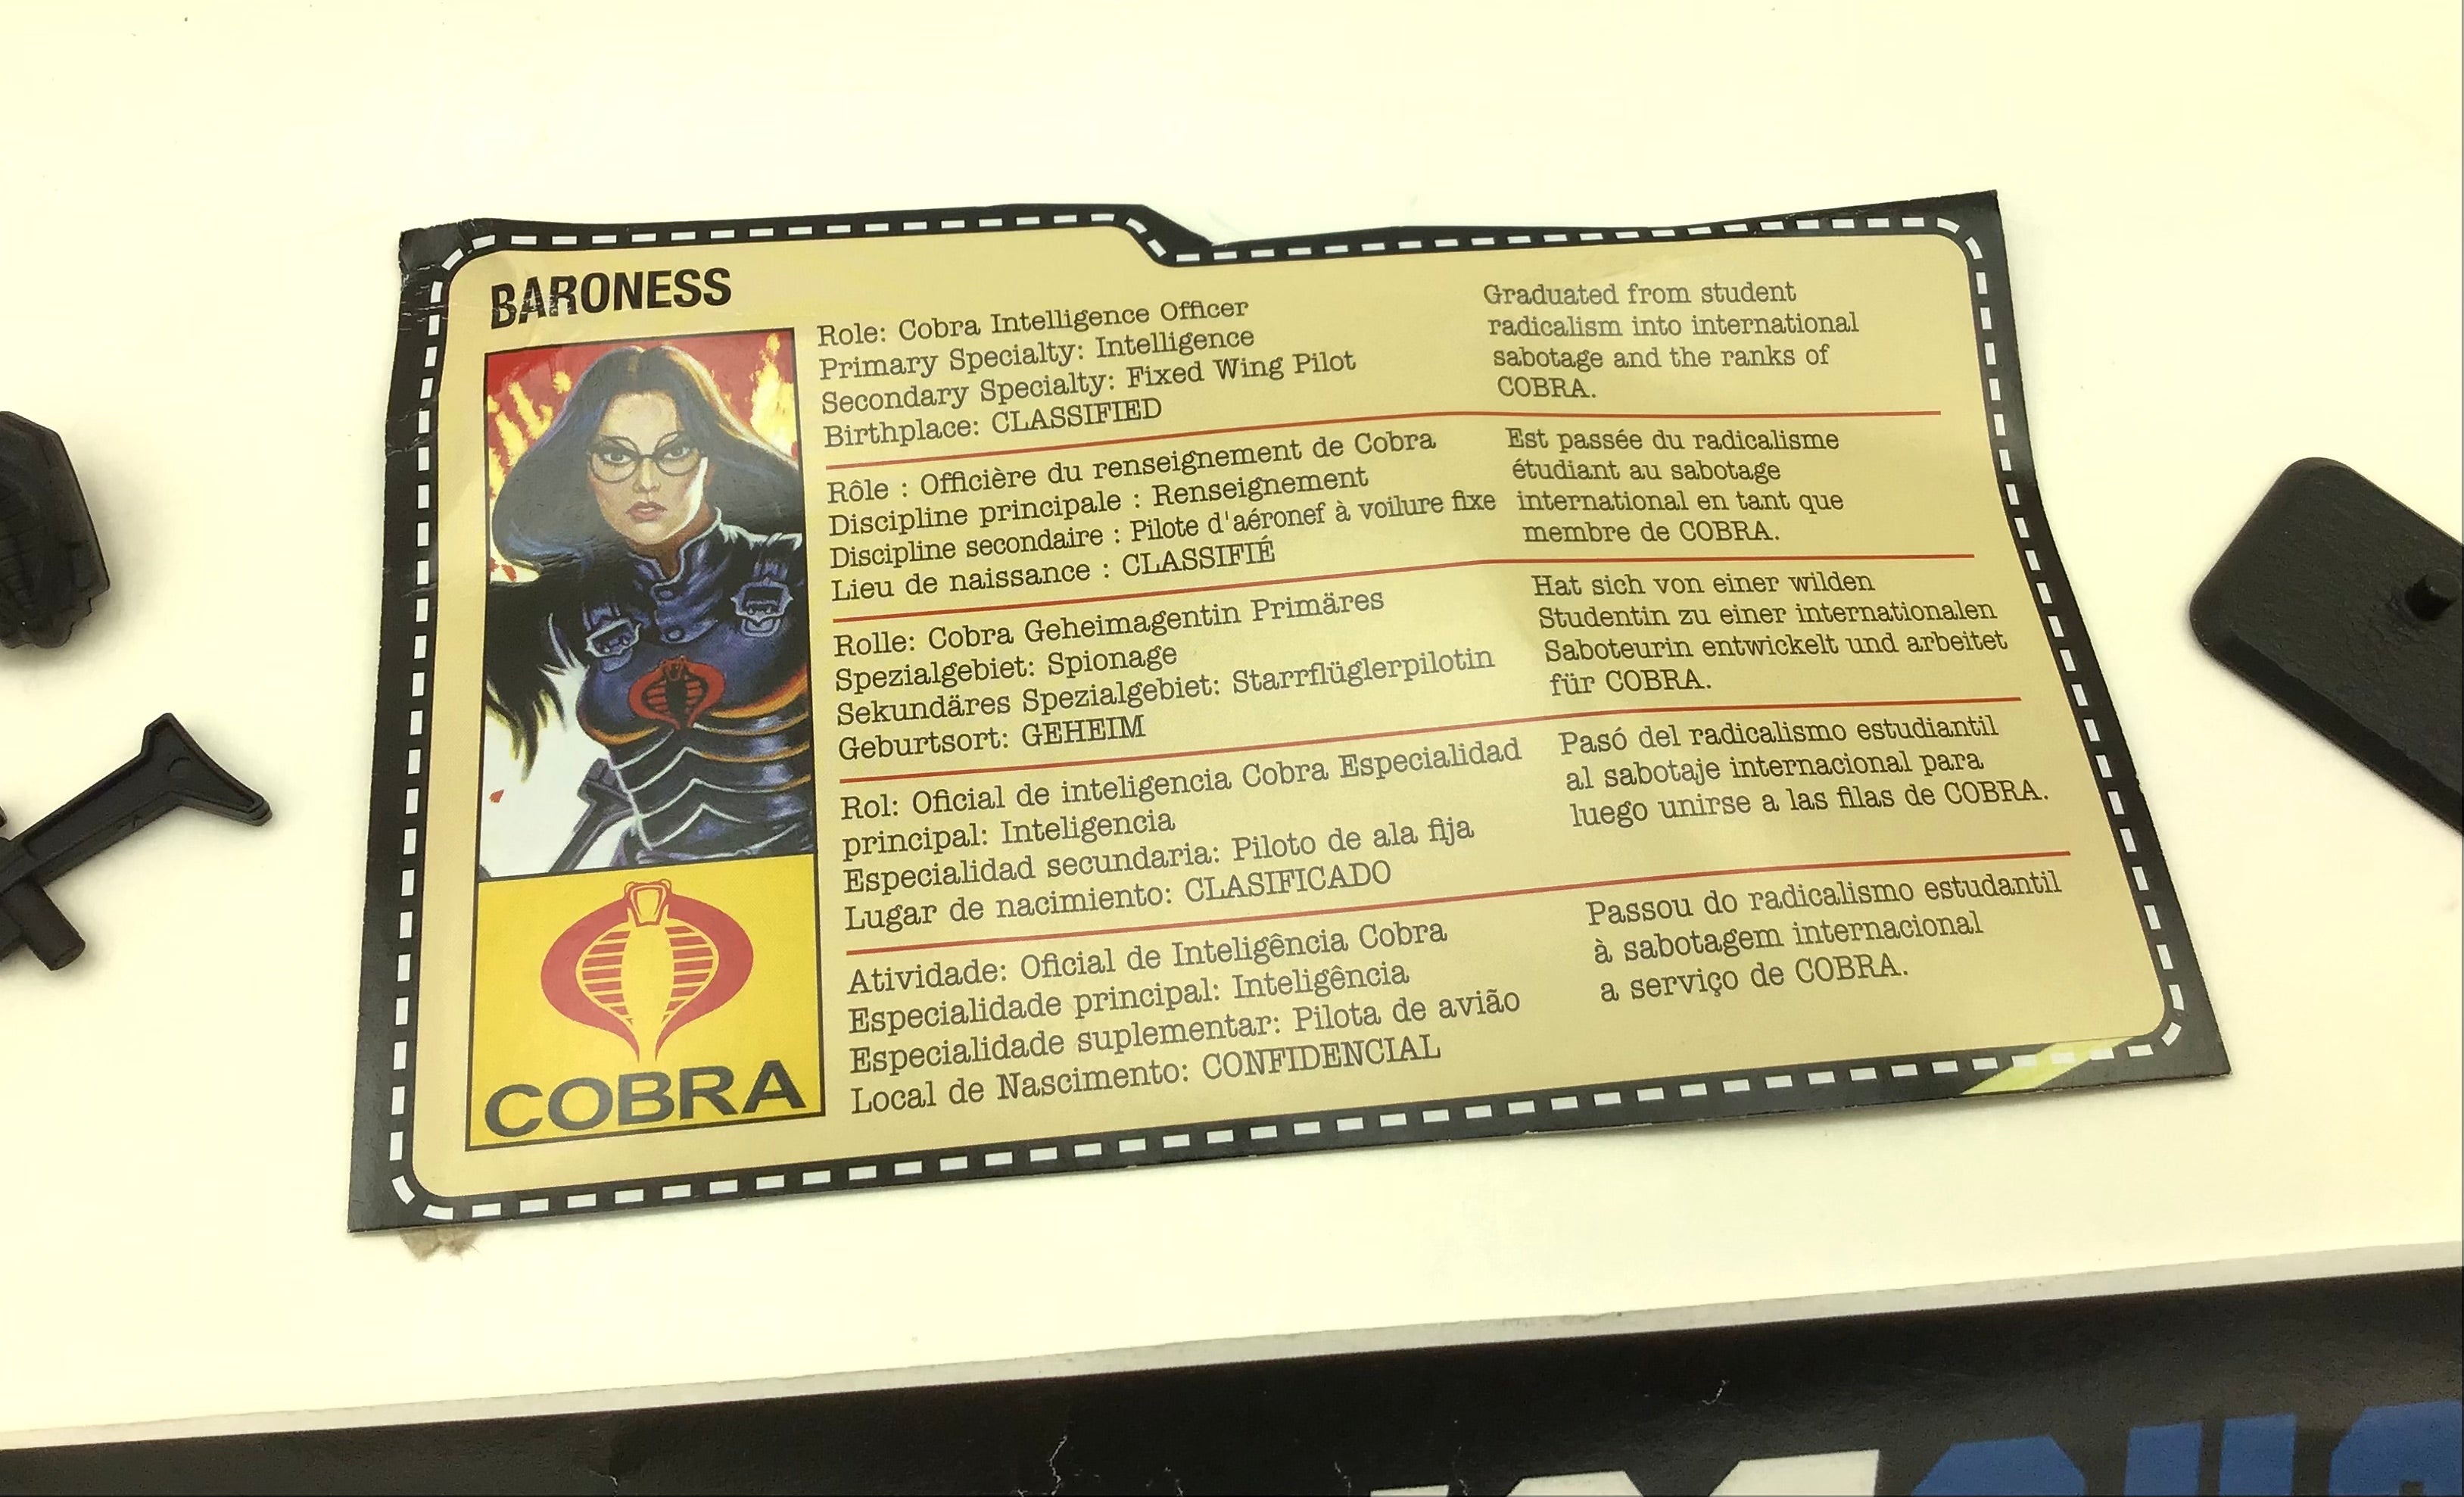 BARONESS
Role: Cobra Intelligence Officer
Primary Specialty: Intelligence
Secondary Specialty: Fixed Wing Pilot
Birthplace: CLASSIFIED
Graduated from student
radicalism into international
sabotage and the ranks of
COBRA.
Rôle : Officière du renseignement de Cobra
Discipline principale : Renseignement
Discipline secondaire : Pilote d'aéronef à voilure fixe
Lieu de naissance : CLASSIFIÉ
Est passée du radicalisme
étudiant au sabotage
international en tant que
membre de COBRA.
Rolle: Cobra Geheimagentin Primäres
Spezialgebiet: Spionage
Sekundäres Spezialgebiet: Starrflüglerpilotin
Geburtsort: GEHEIM
Hat sich von einer wilden
Studentin zu einer internationalen
Saboteurin entwickelt und arbeitet
für COBRA.
Rol: Oficial de inteligencia Cobra Especialidad
principal: Inteligencia
Especialidad secundaria: Piloto de ala fija
Lugar de nacimiento: CLASIFICADO
Pasó del radicalismo estudiantil
al sabotaje internacional para
luego unirse a las filas de COBRA.
Atividade: Oficial de Inteligência Cobra
Especialidade principal: Inteligência
Especialidade suplementar: Pilota de avião
Local de Nascimento: CONFIDENCIAL
Passou do radicalismo estudantil
à sabotagem internacional
a serviço de COBRA.
COBRA